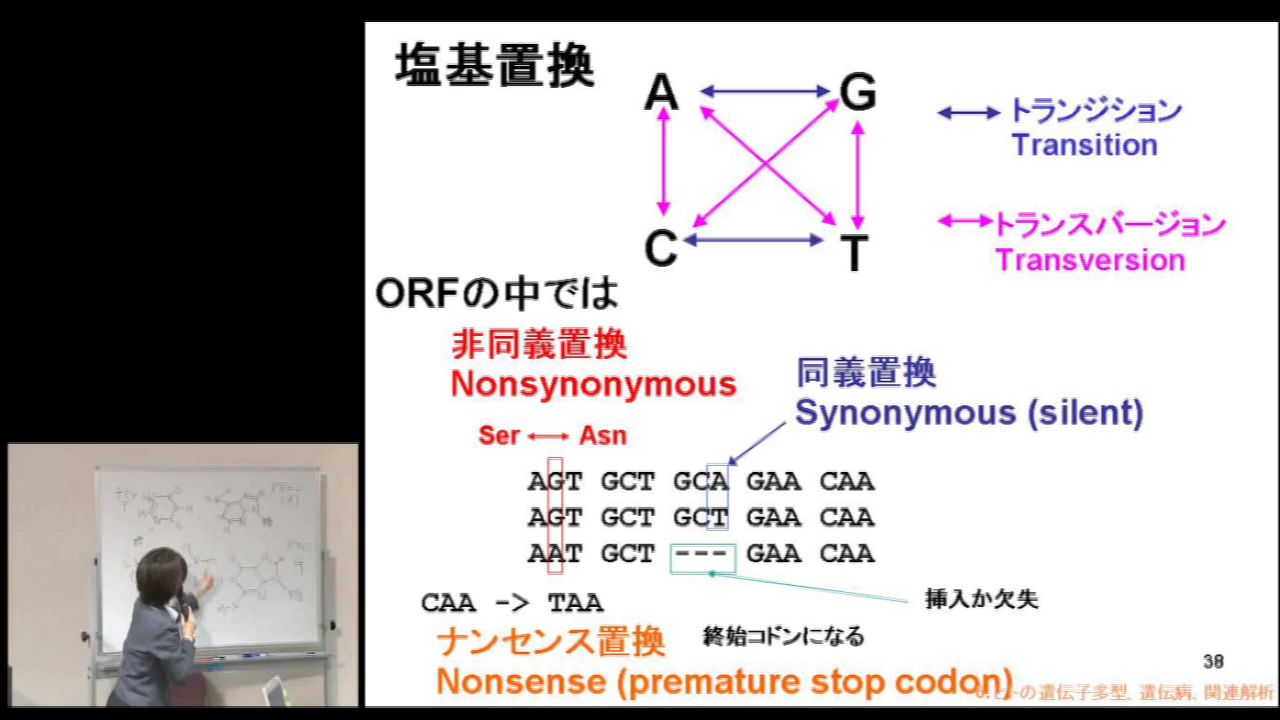 塩基置換
A G
C T
トランジション
Transition
トランスバージョン
Transversion
ORFの中では
非同義置換
Nonsynonymous
同義置換
Synonymous (silent)
Ser Asn
AGT GCT GCA GAA CAA
AGT GCT GCT GAA CAA
AAT GCT --- GAA CAA
挿入か欠失
CAA -> TAA
ナンセンス置換 終始コドンになる
Nonsense (premature stop codon)
38
ヒトの遺伝子多型、遺伝病、関連解析